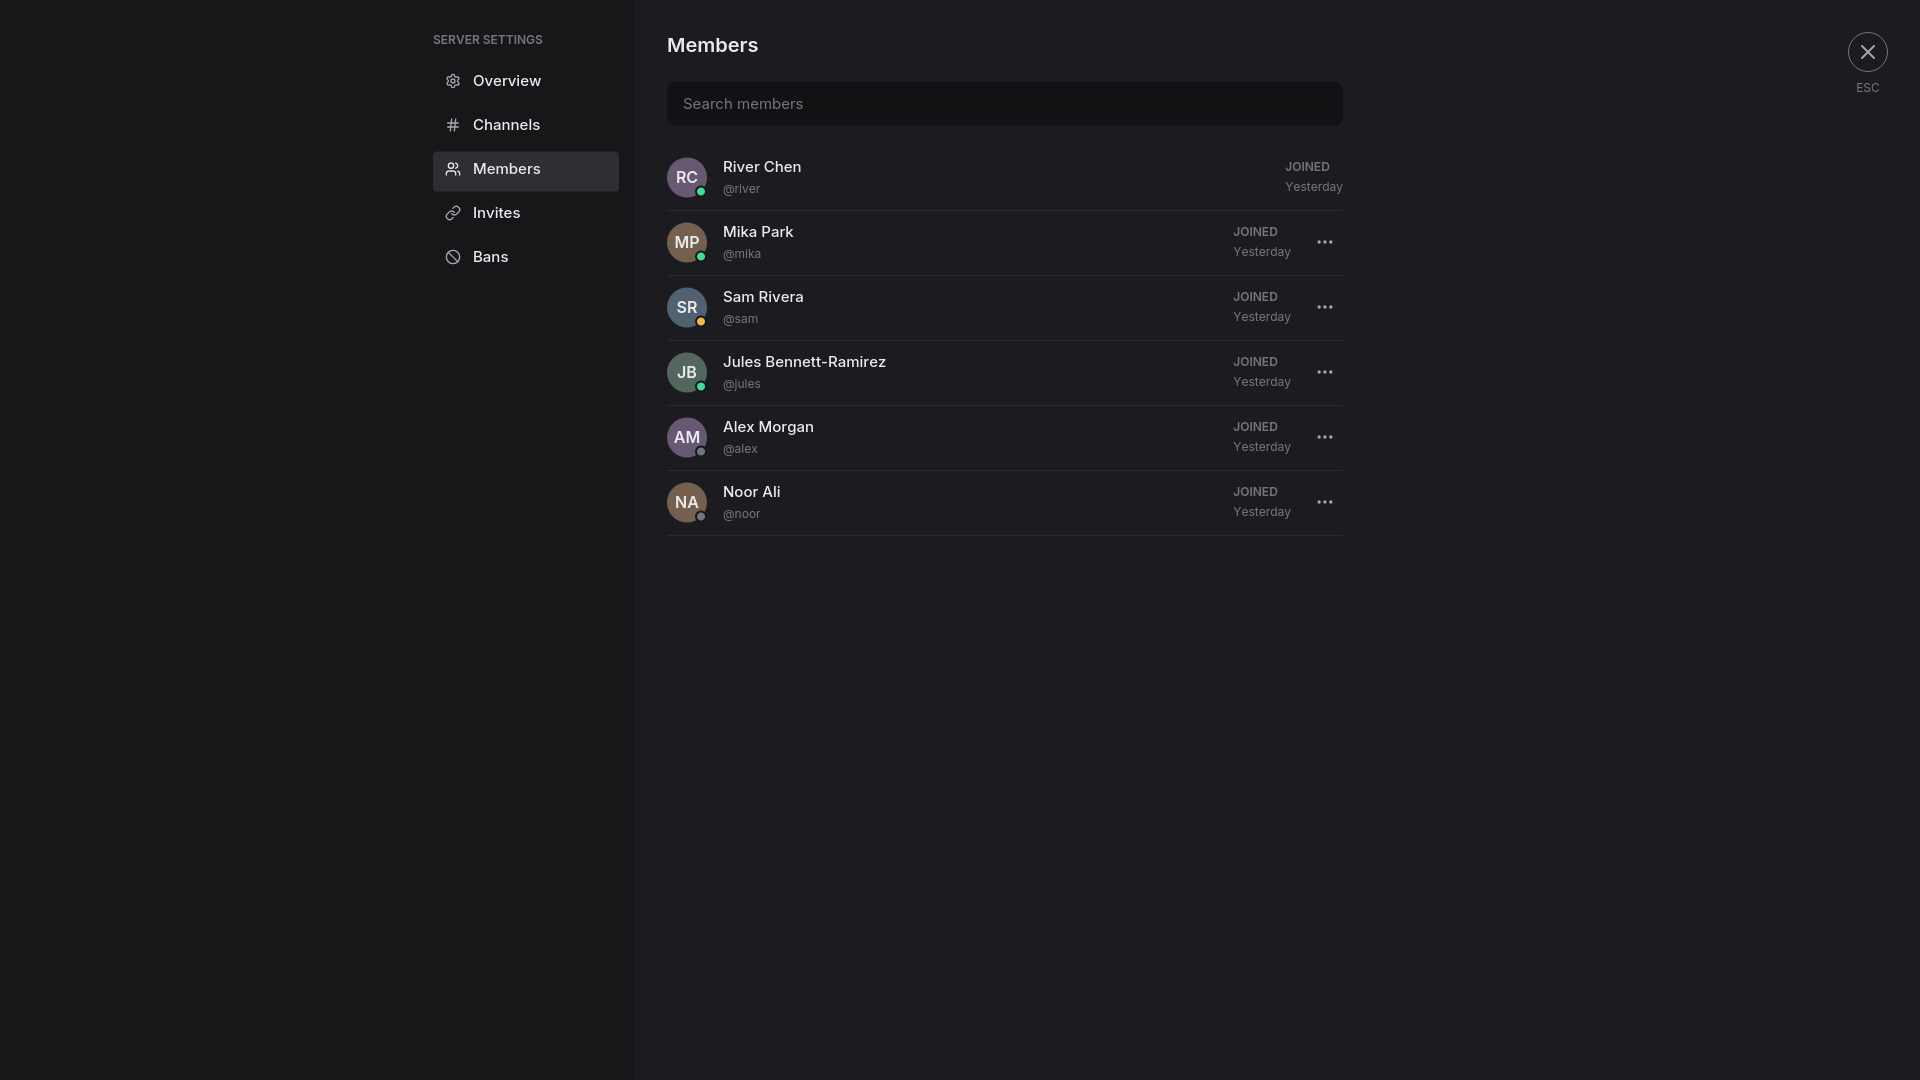 SERVER SETTINGS
Overview
Channels
Members
Invites
Bans
Members
ESC
Search members
RC
River Chen
@river
JOINED
Yesterday
MP
Mika Park
@mika
JOINED
Yesterday
SR
Sam Rivera
@sam
JOINED
Yesterday
JB
Jules Bennett-Ramirez
@jules
JOINED
Yesterday
AM
Alex Morgan
@alex
JOINED
Yesterday
NA
Noor Ali
@noor
JOINED
Yesterday